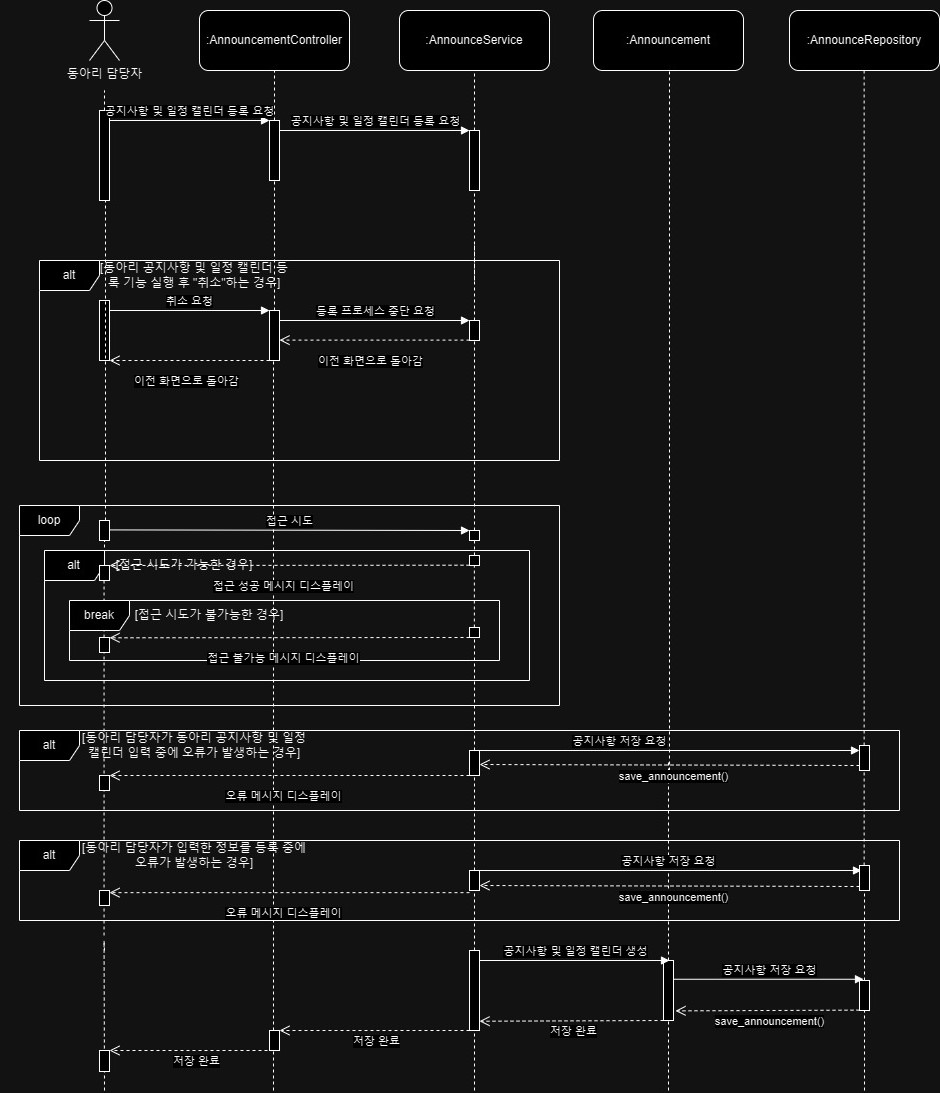 동아리 담당자
:AnnouncementController
:AnnounceService
:Announcement
:AnnounceRepository
공지사항 및 일정 캘린더 등록 요청
공지사항 및 일정 캘린더 등록 요청
alt
[동아리 공지사항 및 일정 캘린더 등
록 기능 실행 후 "취소"하는 경우]
취소 요청
등록 프로세스 중단 요청
이전 화면으로 돌아감
이전 화면으로 돌아감
loop
접근 시도
alt
[접근 시도가 가능한 경우]
접근 성공 메시지 디스플레이
break
[접근 시도가 불가능한 경우]
접근 불가능 메시지 디스플레이
alt
[동아리 담당자가 동아리 공지사항 및 일정
캘린더 입력 중에 오류가 발생하는 경우]
공지사항 저장 요청
save_announcement()
오류 메시지 디스플레이
alt
[동아리 담당자가 입력한 정보를 등록 중에
오류가 발생하는 경우]
공지사항 저장 요청
save_announcement()
오류 메시지 디스플레이
공지사항 및 일정 캘린더 생성
공지사항 저장 요청
save_announcement()
저장 완료
저장 완료
저장 완료